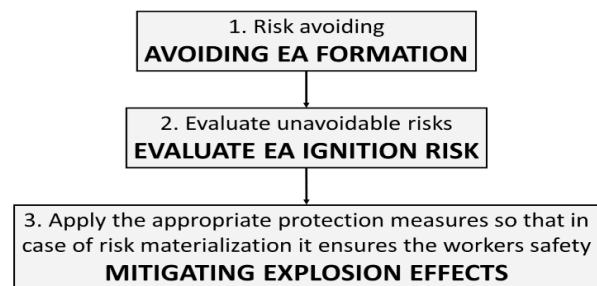 1. Risk avoiding
AVOIDING EA FORMATION
2. Evaluate unavoidable risks
EVALUATE EA IGNITION RISK
3. Apply the appropriate protection measures so that in
case of risk materialization it ensures the workers safety
MITIGATING EXPLOSION EFFECTS